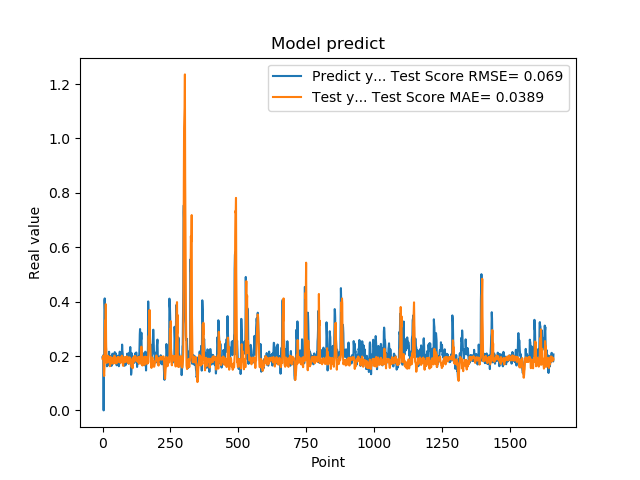 Model predict
Predict y... Test Score RMSE= 0.069
Test y... Test Score MAE= 0.0389
1.2
1.0
0.8
0.6
0.4
0.2
0.0
Real value
0 250 500 750 1000 1250 1500
Point